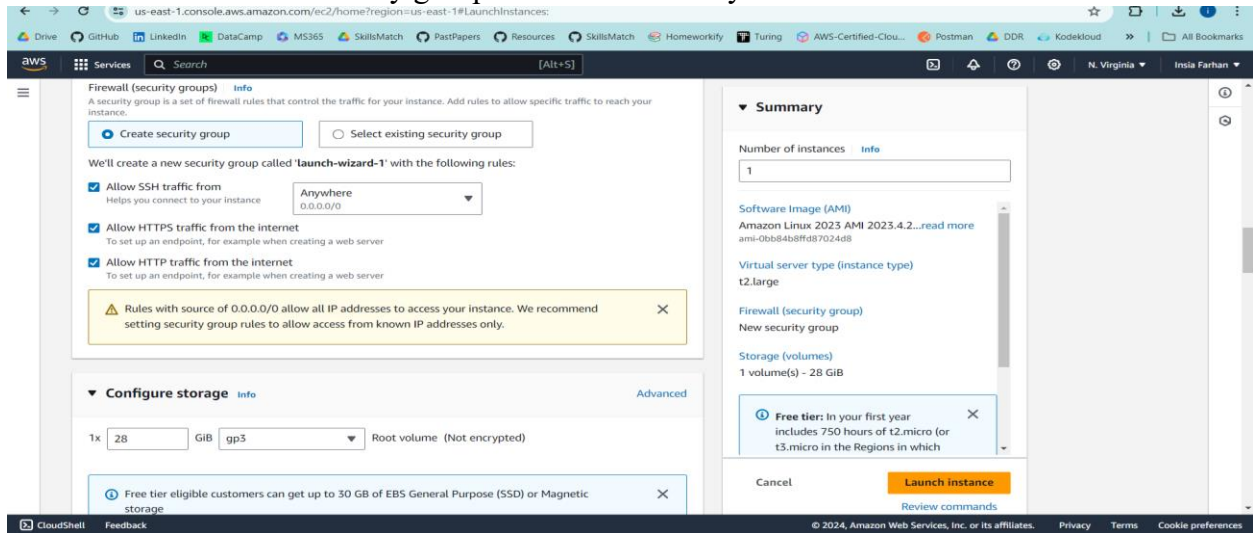 us-east-1.console.aws.amazon.com/ec2/home?region=us-east-1#LaunchInstances:
Drive GitHub LinkedIn DataCamp MS365 SkillsMatch PastPapers Resources SkillsMatch Homeworkify Turing AWS-Certified-Clou... Postman DDR Kodekloud » All Bookmarks
aws Services Search [Alt+S] N. Virginia Insia Farhan
Firewall (security groups) Info
A security group is a set of firewall rules that control the traffic for your instance. Add rules to allow specific traffic to reach your
instance.
Create security group Select existing security group
We'll create a new security group called 'launch-wizard-1' with the following rules:
Allow SSH traffic from
Helps you connect to your instance
Anywhere
0.0.0.0/0
Allow HTTPS traffic from the internet
To set up an endpoint, for example when creating a web server
Allow HTTP traffic from the internet
To set up an endpoint, for example when creating a web server
Rules with source of 0.0.0.0/0 allow all IP addresses to access your instance. We recommend
setting security group rules to allow access from known IP addresses only.
Configure storage Info Advanced
1x 28 GiB gp3 Root volume (Not encrypted)
Free tier eligible customers can get up to 30 GB of EBS General Purpose (SSD) or Magnetic
storage
Summary
Number of instances Info
1
Software Image (AMI)
Amazon Linux 2023 AMI 2023.4.2...read more
ami-0bb84b8ffd87024d8
Virtual server type (instance type)
t2.large
Firewall (security group)
New security group
Storage (volumes)
1 volume(s) - 28 GiB
Free tier: In your first year
includes 750 hours of t2.micro (or
t3.micro in the Regions in which
Cancel Launch instance
Review commands
CloudShell Feedback © 2024, Amazon Web Services, Inc. or its affiliates. Privacy Terms Cookie preferences